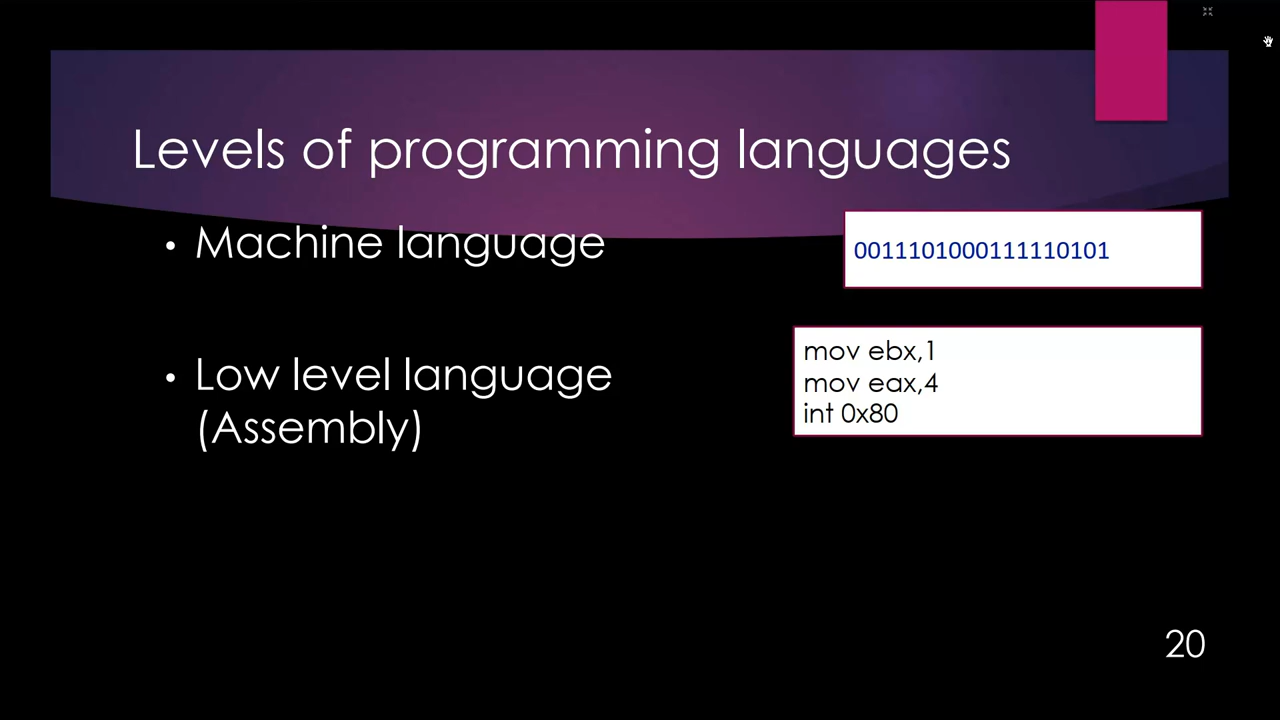 Levels of programming languages
• Machine language
0011101000111110101
• Low level language
(Assembly)
mov ebx,1
mov eax,4
int 0x80
20